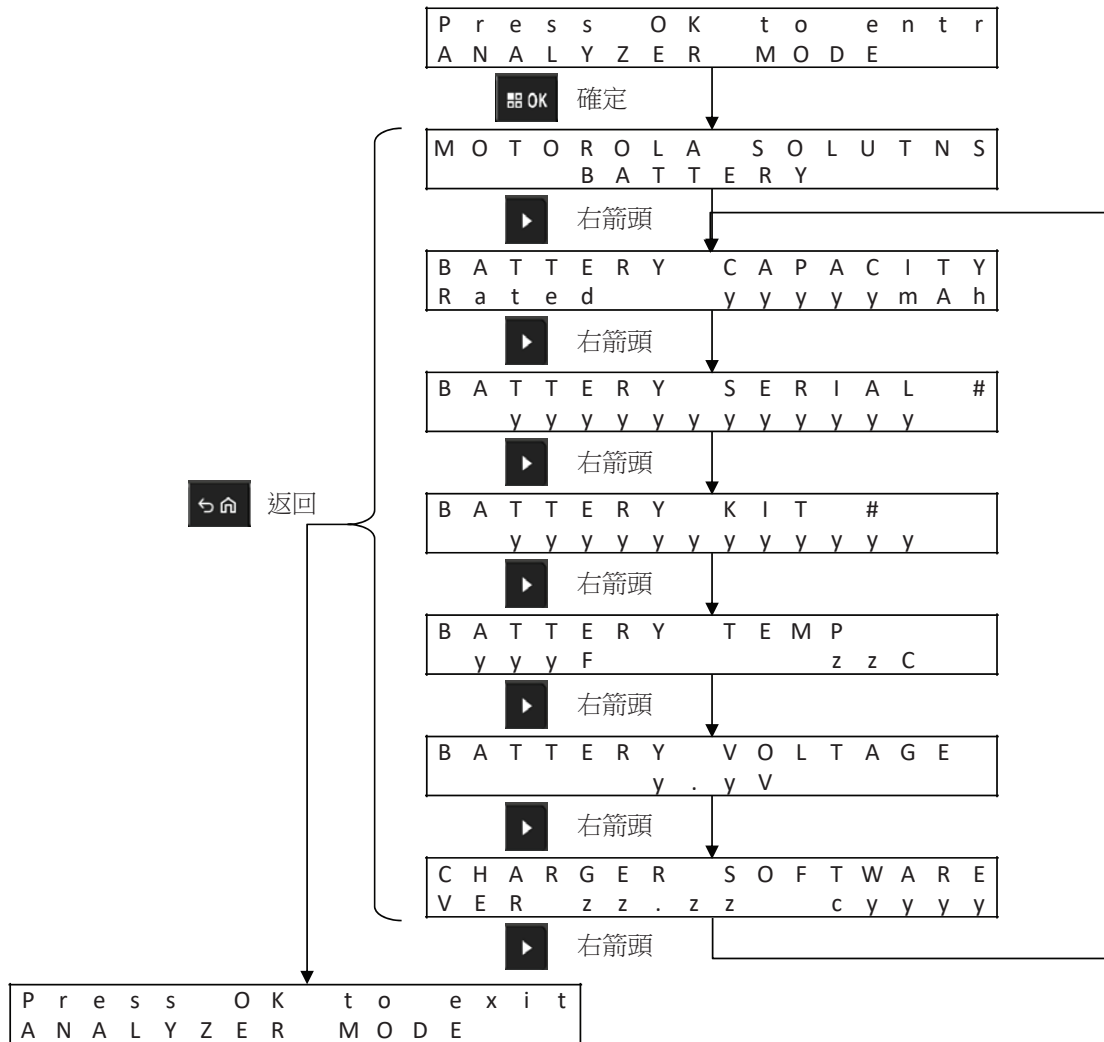 Press OK to entr
ANALYZER MODE
OK 確定
MOTOROLA SOLUTNS
BATTERY
右箭頭
BATTERY CAPACITY
Rated yyyyymAh
右箭頭
BATTERY SERIAL #
yyyyyyyyyyyy
右箭頭
返回
BATTERY KIT #
yyyyyyyyyyyy
右箭頭
BATTERY TEMP
yyyF zzC
右箭頭
BATTERY VOLTAGE
y.yV
右箭頭
CHARGER SOFTWARE
VER zz.zz cyyyy
右箭頭
Press OK to exit
ANALYZER MODE